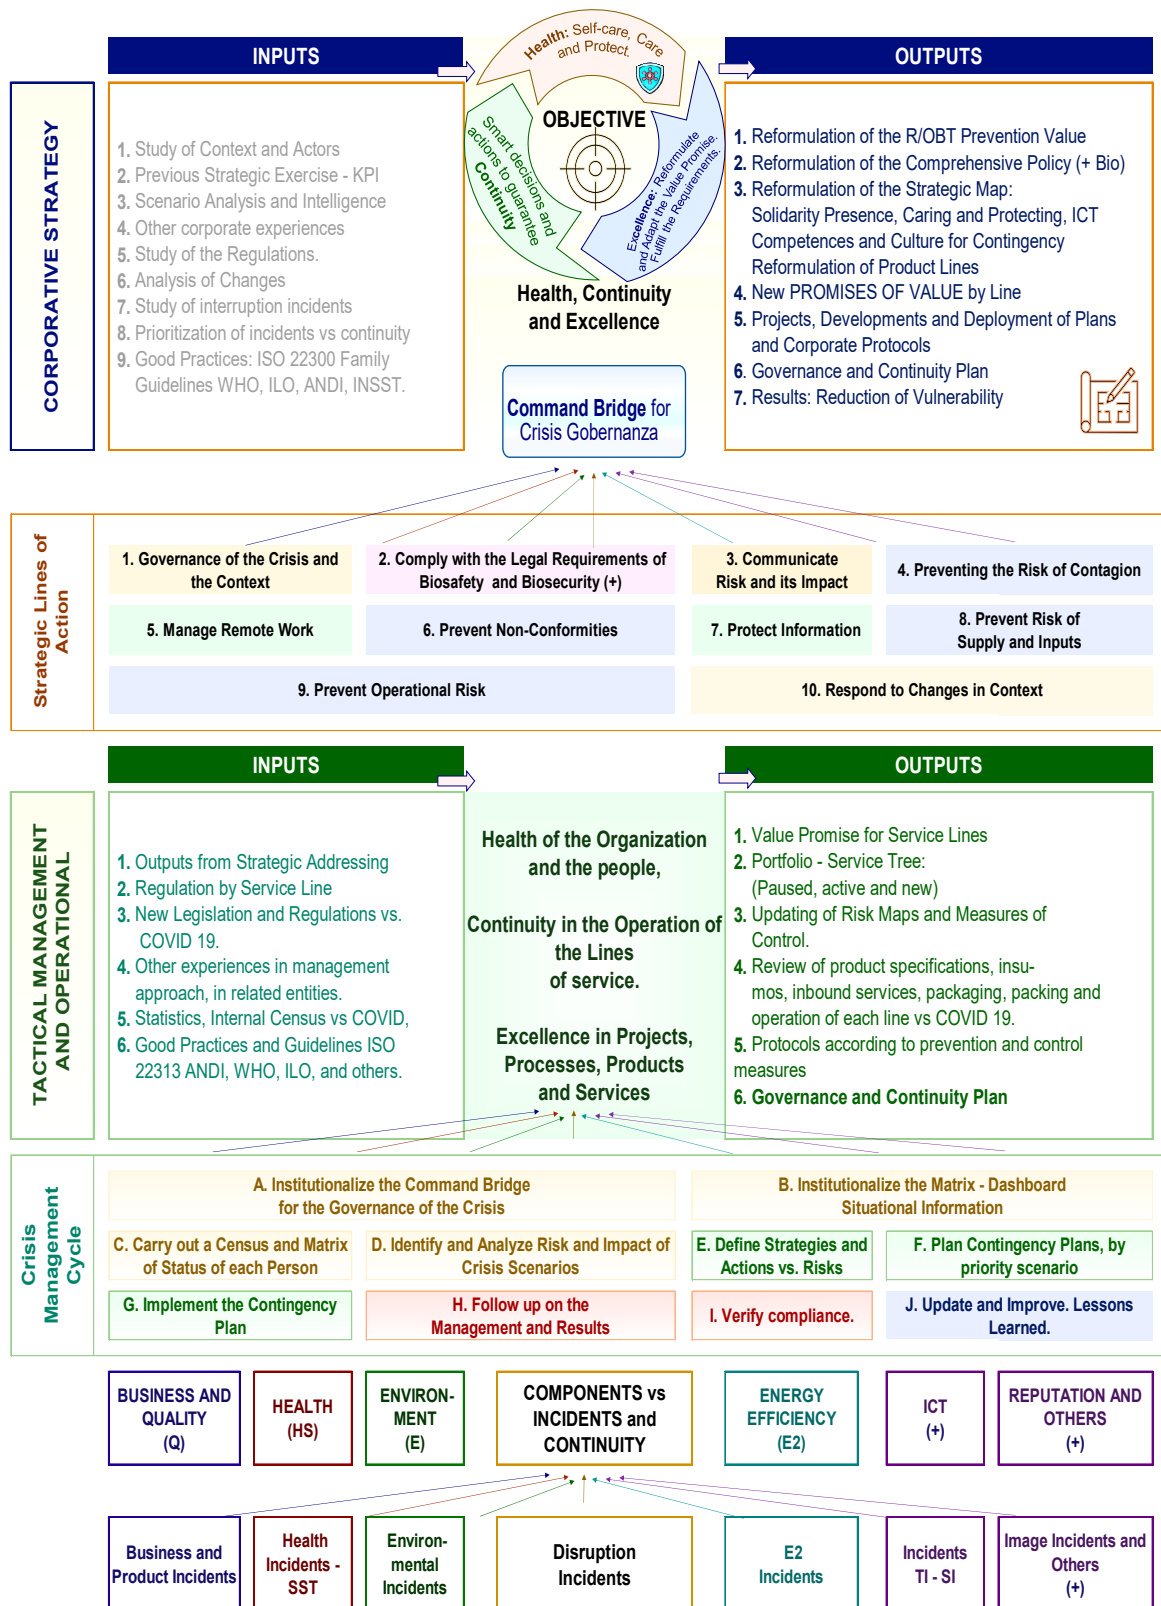 INPUTS
OUTPUTS
Health: Self-care, Care
and Protect.
OBJECTIVE
Smart decisions and
actions to guarantee
Continuity
Excellence: Reformulate
and Adapt the Value Promise.
Fulfill the Requirements.
Health, Continuity
and Excellence
Command Bridge for
Crisis Gobernanza
CORPORATIVE STRATEGY
1. Study of Context and Actors
2. Previous Strategic Exercise - KPI
3. Scenario Analysis and Intelligence
4. Other corporate experiences
5. Study of the Regulations.
6. Analysis of Changes
7. Study of interruption incidents
8. Prioritization of incidents vs continuity
9. Good Practices: ISO 22300 Family
Guidelines WHO, ILO, ANDI, INSST.
1. Reformulation of the R/OBT Prevention Value
2. Reformulation of the Comprehensive Policy (+ Bio)
3. Reformulation of the Strategic Map:
Solidarity Presence, Caring and Protecting, ICT
Competences and Culture for Contingency
Reformulation of Product Lines
4. New PROMISES OF VALUE by Line
5. Projects, Developments and Deployment of Plans
and Corporate Protocols
6. Governance and Continuity Plan
7. Results: Reduction of Vulnerability
Strategic Lines of
Action
1. Governance of the Crisis and
the Context
2. Comply with the Legal Requirements of
Biosafety and Biosecurity (+)
3. Communicate
Risk and its Impact
4. Preventing the Risk of Contagion
5. Manage Remote Work
6. Prevent Non-Conformities
7. Protect Information
8. Prevent Risk of
Supply and Inputs
9. Prevent Operational Risk
10. Respond to Changes in Context
INPUTS
OUTPUTS
TACTICAL MANAGEMENT
AND OPERATIONAL
1. Outputs from Strategic Addressing
2. Regulation by Service Line
3. New Legislation and Regulations vs.
COVID 19.
4. Other experiences in management
approach, in related entities.
5. Statistics, Internal Census vs COVID,
6. Good Practices and Guidelines ISO
22313 ANDI, WHO, ILO, and others.
Health of the Organization
and the people,
Continuity in the Operation of
the Lines
of service.
Excellence in Projects,
Processes, Products
and Services
1. Value Promise for Service Lines
2. Portfolio - Service Tree:
(Paused, active and new)
3. Updating of Risk Maps and Measures of
Control.
4. Review of product specifications, insu-
mos, inbound services, packaging, packing and
operation of each line vs COVID 19.
5. Protocols according to prevention and control
measures
6. Governance and Continuity Plan
Crisis
Management
Cycle
A. Institutionalize the Command Bridge
for the Governance of the Crisis
B. Institutionalize the Matrix - Dashboard
Situational Information
C. Carry out a Census and Matrix
of Status of each Person
D. Identify and Analyze Risk and Impact of
Crisis Scenarios
E. Define Strategies and
Actions vs. Risks
F. Plan Contingency Plans, by
priority scenario
G. Implement the Contingency
Plan
H. Follow up on the
Management and Results
I. Verify compliance.
J. Update and Improve. Lessons
Learned.
BUSINESS AND
QUALITY
(Q)
HEALTH
(HS)
ENVIRON-
MENT
(E)
COMPONENTS vs
INCIDENTS and
CONTINUITY
ENERGY
EFFICIENCY
(E2)
ICT
(+)
REPUTATION AND
OTHERS
(+)
Business and
Product Incidents
Health
Incidents -
SST
Environ-
mental
Incidents
Disruption
Incidents
E2
Incidents
Incidents
TI - SI
Image Incidents and
Others
(+)